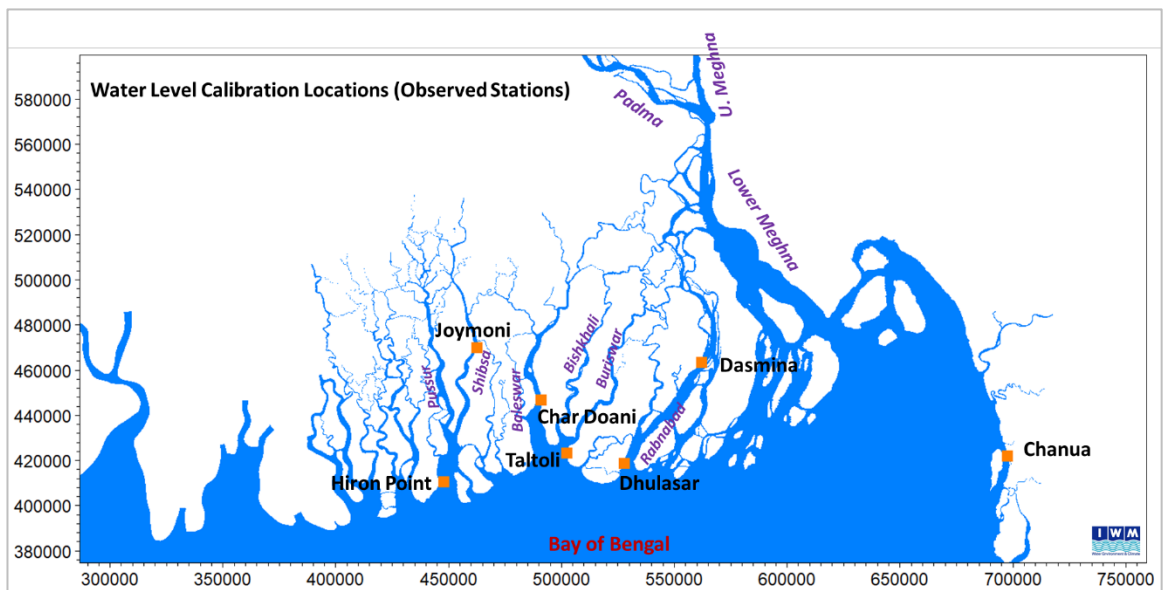 Water Level Calibration Locations (Observed Stations)
U. Meghna
Padma
Lower Meghna
580000
560000
540000
520000
500000
480000
460000
440000
420000
400000
380000
Joymoni
Pussur
Shibsa
Baleswar
Bishkhali
Buriswar
Dasmina
Char Doani
Rabnabad
Taltoli
Chanua
Hiron Point
Dhulasar
Bay of Bengal
IWM
300000 350000 400000 450000 500000 550000 600000 650000 700000 750000